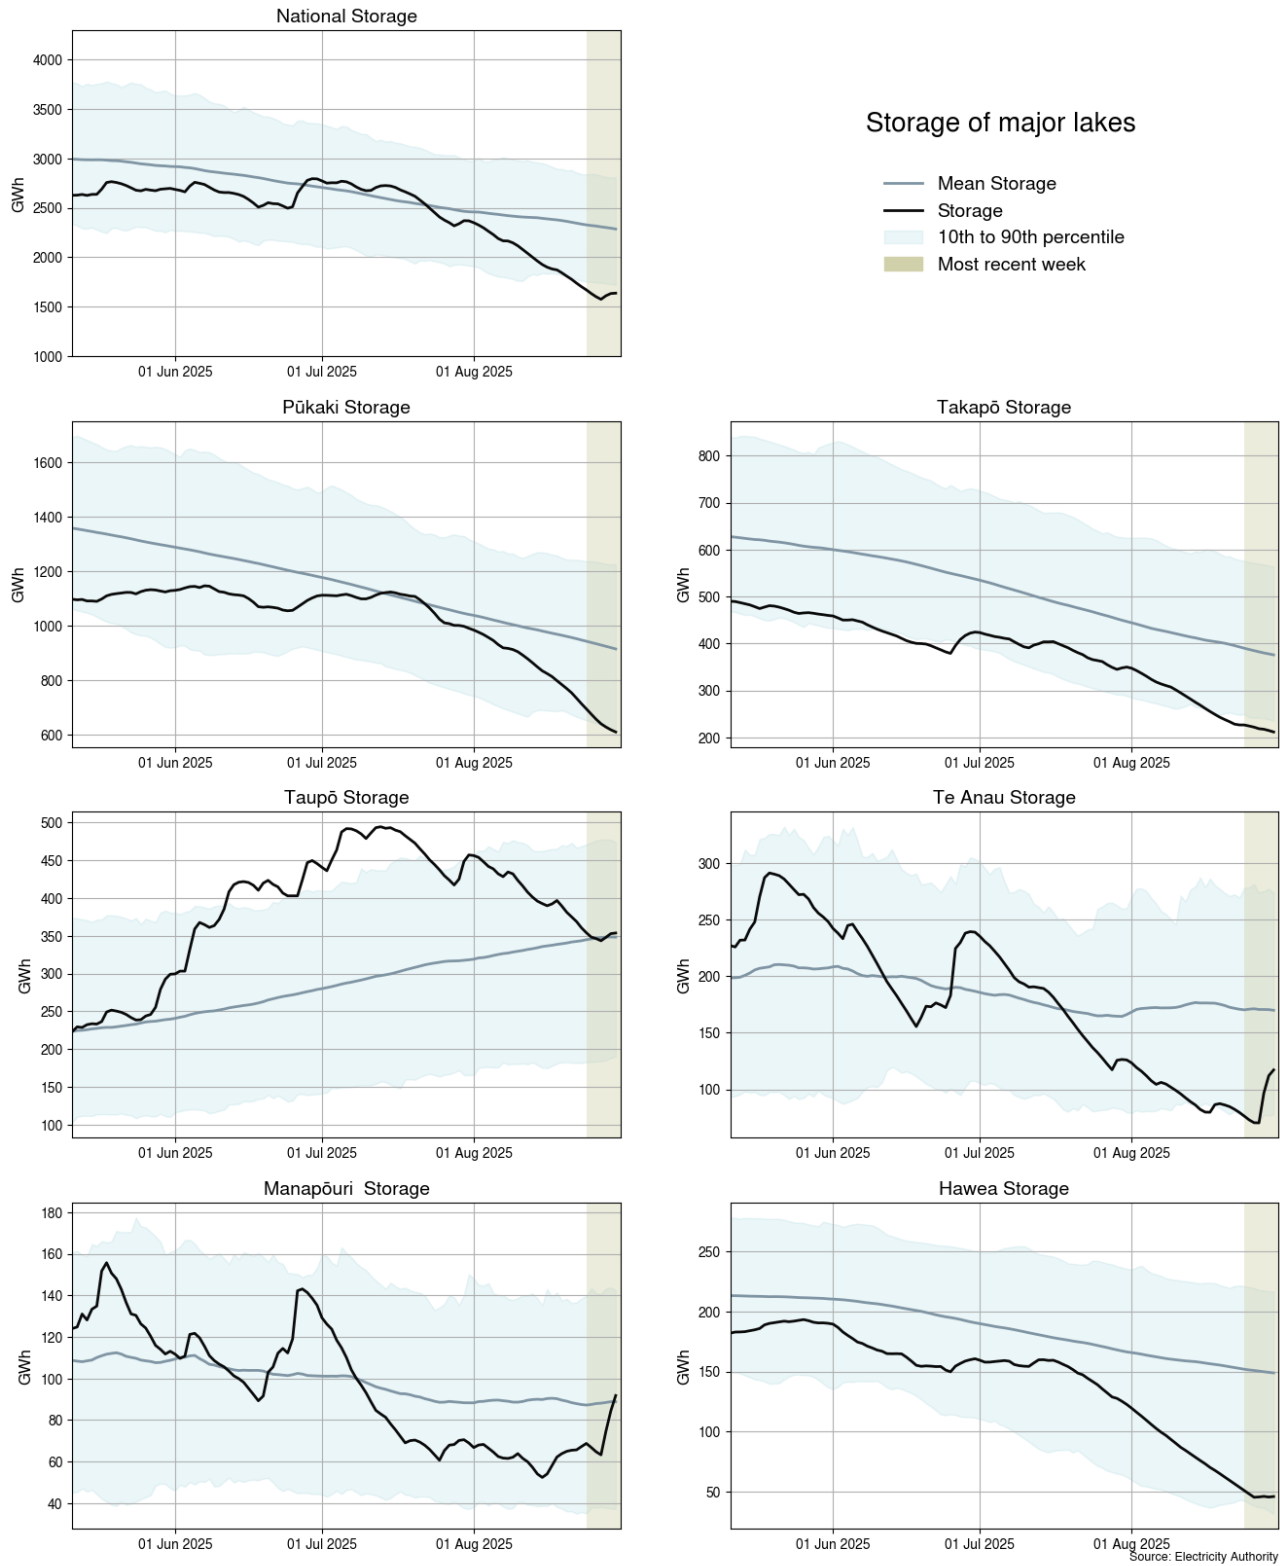 National Storage
4000
3500
3000
2500
2000
1500
1000
GWh
01 Jun 2025
01 Jul 2025
01 Aug 2025
Storage of major lakes
Mean Storage
Storage
10th to 90th percentile
Most recent week
Pūkaki Storage
1600
1400
1200
1000
800
600
GWh
01 Jun 2025
01 Jul 2025
01 Aug 2025
Takapō Storage
800
700
600
500
400
300
200
GWh
01 Jun 2025
01 Jul 2025
01 Aug 2025
Taupō Storage
500
450
400
350
300
250
200
150
100
GWh
01 Jun 2025
01 Jul 2025
01 Aug 2025
Te Anau Storage
300
250
200
150
100
GWh
01 Jun 2025
01 Jul 2025
01 Aug 2025
Manapōuri  Storage
180
160
140
120
100
80
60
40
GWh
01 Jun 2025
01 Jul 2025
01 Aug 2025
Hawea Storage
250
200
150
100
50
GWh
01 Jun 2025
01 Jul 2025
01 Aug 2025
Source: Electricity Authority